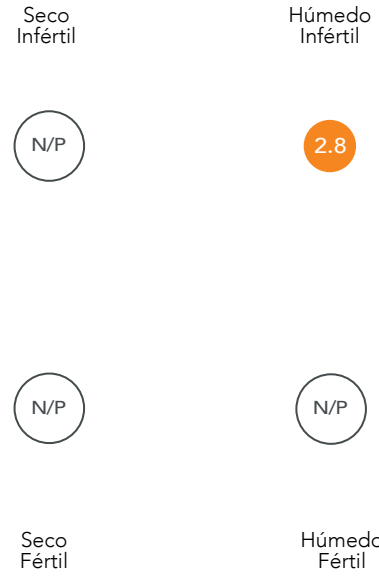 Seco
Infértil
Húmedo
Infértil
N/P
2.8
N/P
N/P
Seco
Fértil
Húmedo
Fértil